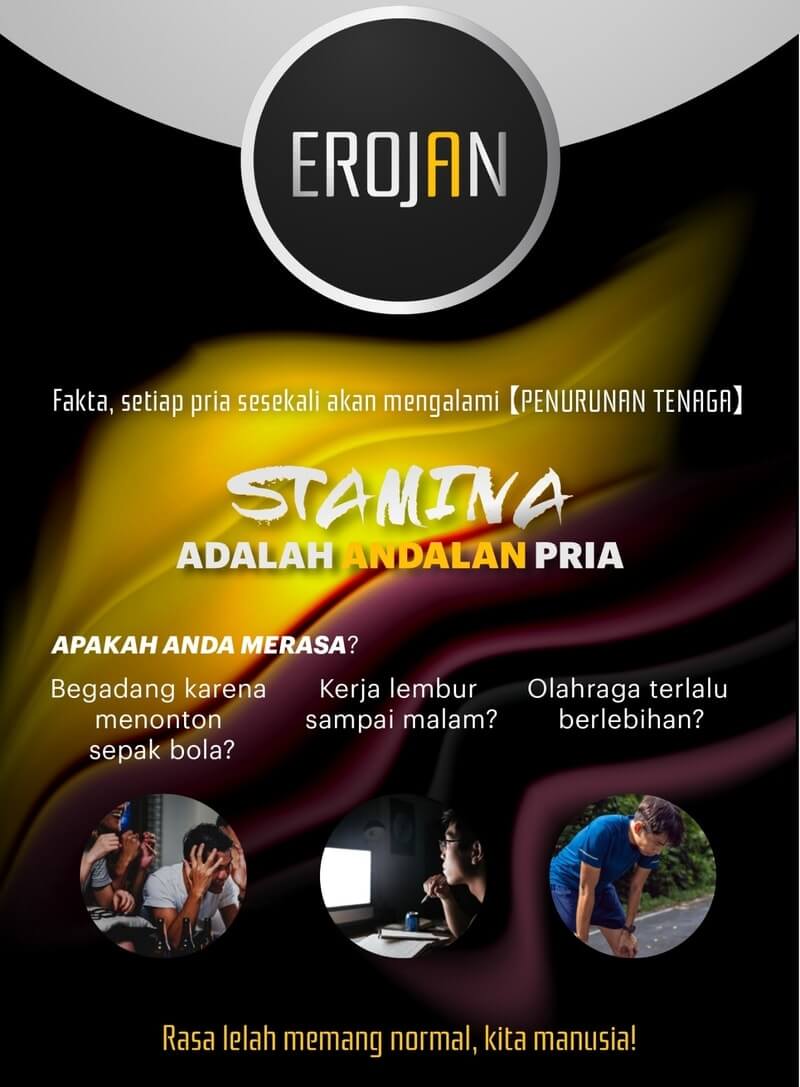 EROJAN
Fakta, setiap pria sesekali akan mengalami【PENURUNAN TENAGA】
STAMINA
ADALAH ANDALAN PRIA
APAKAH ANDA MERASA?
Begadang karena
menonton
sepak bola?
Kerja lembur
sampai malam?
Olahraga terlalu
berlebihan?
Rasa lelah memang normal, kita manusia!